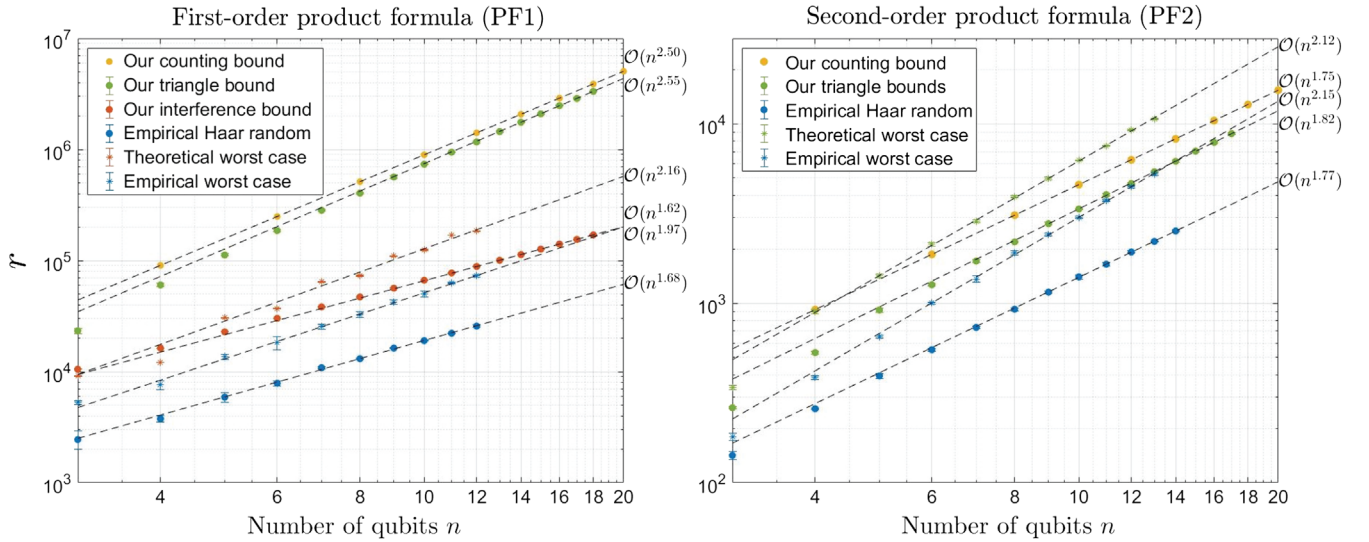 First-order product formula (PF1)
10^7
10^6
10^5
10^4
10^3
r
Our counting bound
Our triangle bound
Our interference bound
Empirical Haar random
Theoretical worst case
Empirical worst case
O(n^2.50)
O(n^2.55)
O(n^2.16)
O(n^1.62)
O(n^1.97)
O(n^1.68)
4 6 8 10 12 14 16 18 20
Number of qubits n
Second-order product formula (PF2)
10^4
10^3
10^2
Our counting bound
Our triangle bounds
Empirical Haar random
Theoretical worst case
Empirical worst case
O(n^2.12)
O(n^1.75)
O(n^2.15)
O(n^1.82)
O(n^1.77)
4 6 8 10 12 14 16 18 20
Number of qubits n